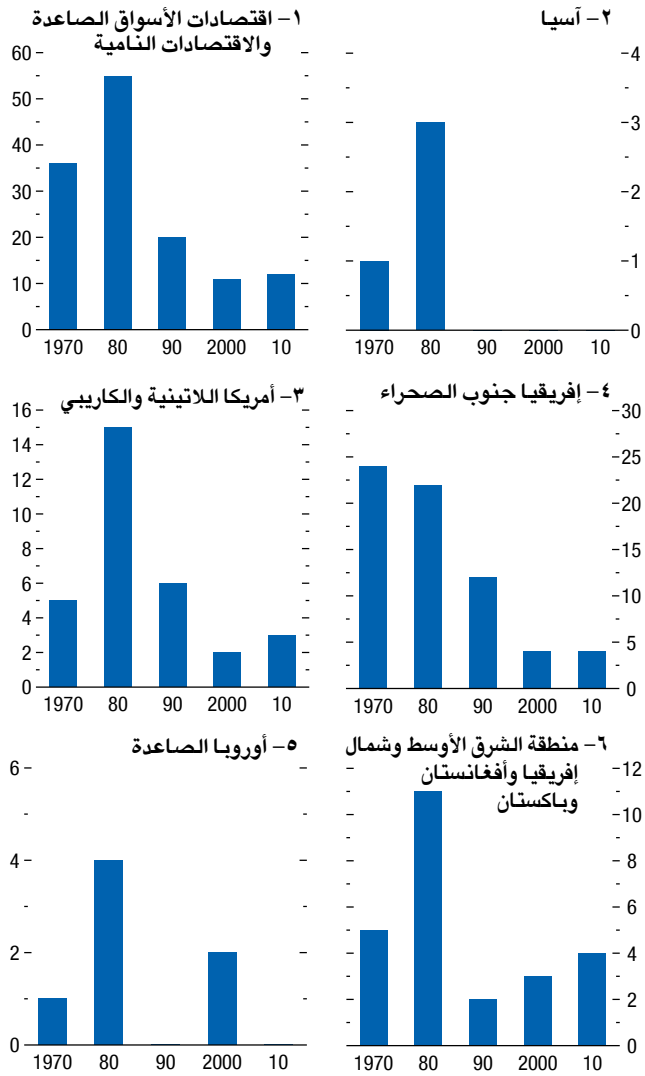 ١- اقتصادات الأسواق الصاعدة
والاقتصادات النامية
60
50
40
30
20
10
0
1970 80 90 2000 10
٢- آسيا
4
3
2
1
0
1970 80 90 2000 10
٣- أمريكا اللاتينية والكاريبي
16
14
12
10
8
6
4
2
0
1970 80 90 2000 10
٤- إفريقيا جنوب الصحراء
30
25
20
15
10
5
0
1970 80 90 2000 10
٥- أوروبا الصاعدة
6
4
2
0
1970 80 90 2000 10
٦- منطقة الشرق الأوسط وشمال
إفريقيا وأفغانستان
وباكستان
12
10
8
6
4
2
0
1970 80 90 2000 10